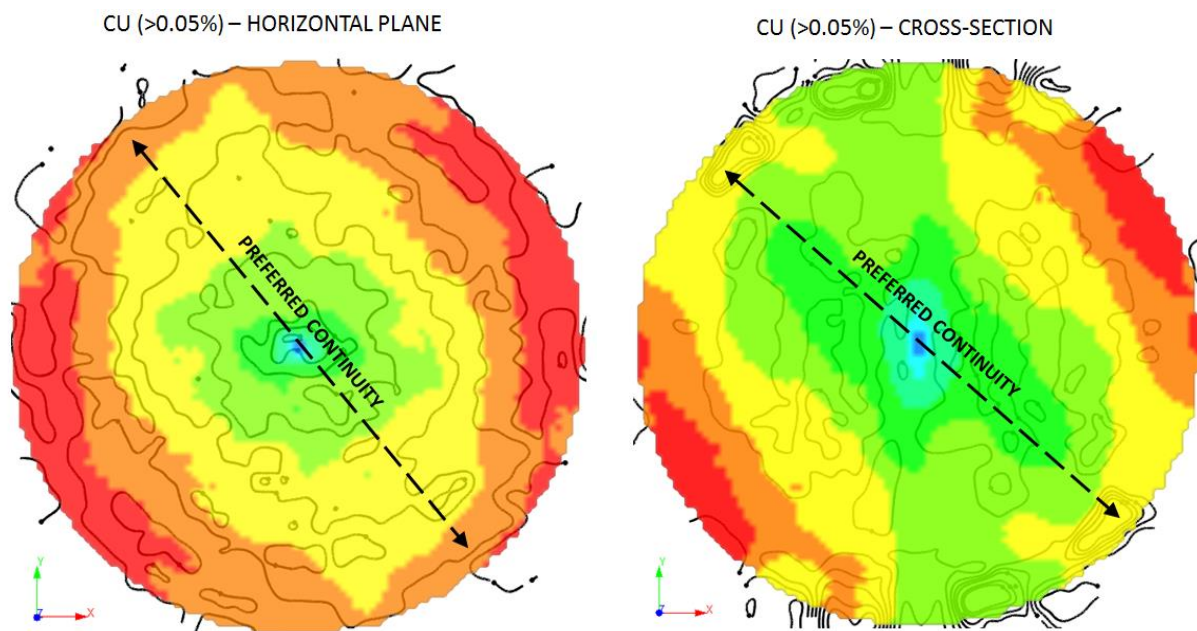 CU (>0.05%) – HORIZONTAL PLANE
CU (>0.05%) – CROSS-SECTION
PREFERRED CONTINUITY
PREFERRED CONTINUITY
Y
Z
X
Y
Z
X